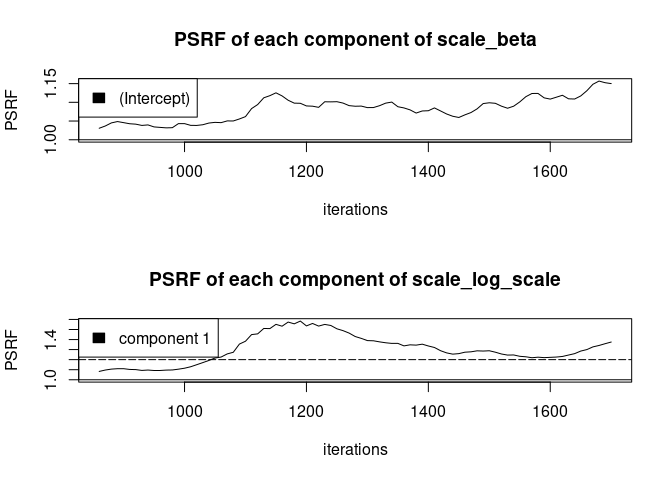 PSRF of each component of scale_beta
1.15
1.00
PSRF
(Intercept)
1000 1200 1400 1600
iterations
PSRF of each component of scale_log_scale
1.4
1.0
PSRF
component 1
1000 1200 1400 1600
iterations